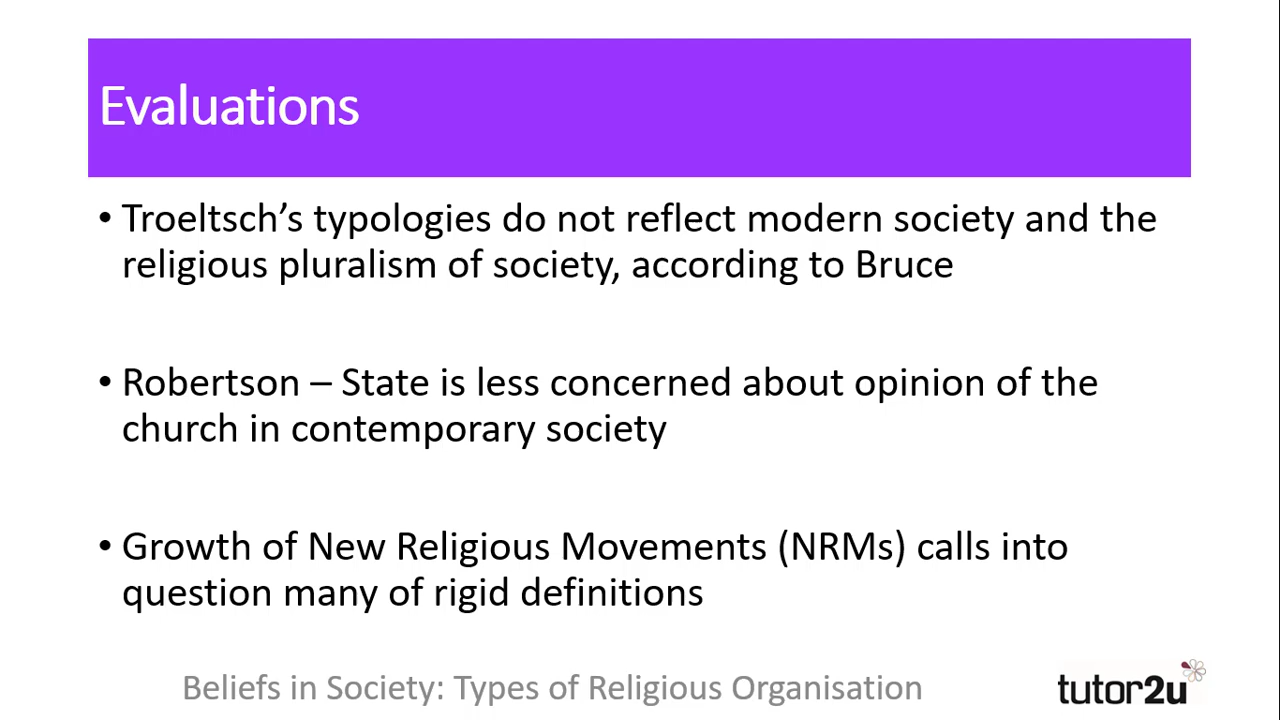 Evaluations
• Troeltsch’s typologies do not reflect modern society and the
religious pluralism of society, according to Bruce
• Robertson – State is less concerned about opinion of the
church in contemporary society
• Growth of New Religious Movements (NRMs) calls into
question many of rigid definitions
Beliefs in Society: Types of Religious Organisation
tutor2u